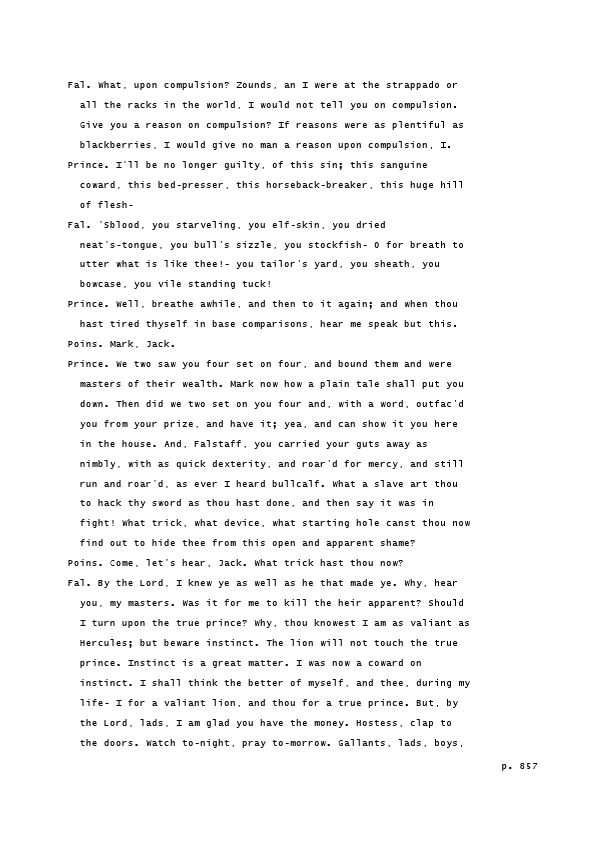 Fal. What, upon compulsion? Zounds, an I were at the strappado or
all the racks in the world, I would not tell you on compulsion.
Give you a reason on compulsion? If reasons were as plentiful as
blackberries, I would give no man a reason upon compulsion, I.
Prince. I'll be no longer guilty, of this sin; this sanguine
coward, this bed-presser, this horseback-breaker, this huge hill
of flesh-
Fal. 'Sblood, you starveling, you elf-skin, you dried
neat's-tongue, you bull's sizzle, you stockfish- O for breath to
utter what is like thee!- you tailor's yard, you sheath, you
bowcase, you vile standing tuck!
Prince. Well, breathe awhile, and then to it again; and when thou
hast tired thyself in base comparisons, hear me speak but this.
Poins. Mark, Jack.
Prince. We two saw you four set on four, and bound them and were
masters of their wealth. Mark now how a plain tale shall put you
down. Then did we two set on you four and, with a word, outfac'd
you from your prize, and have it; yea, and can show it you here
in the house. And, Falstaff, you carried your guts away as
nimbly, with as quick dexterity, and roar'd for mercy, and still
run and roar'd, as ever I heard bullcalf. What a slave art thou
to hack thy sword as thou hast done, and then say it was in
fight! What trick, what device, what starting hole canst thou now
find out to hide thee from this open and apparent shame?
Poins. Come, let's hear, Jack. What trick hast thou now?
Fal. By the Lord, I knew ye as well as he that made ye. Why, hear
you, my masters. Was it for me to kill the heir apparent? Should
I turn upon the true prince? Why, thou knowest I am as valiant as
Hercules; but beware instinct. The lion will not touch the true
prince. Instinct is a great matter. I was now a coward on
instinct. I shall think the better of myself, and thee, during my
life- I for a valiant lion, and thou for a true prince. But, by
the Lord, lads, I am glad you have the money. Hostess, clap to
the doors. Watch to-night, pray to-morrow. Gallants, lads, boys,
p. 857